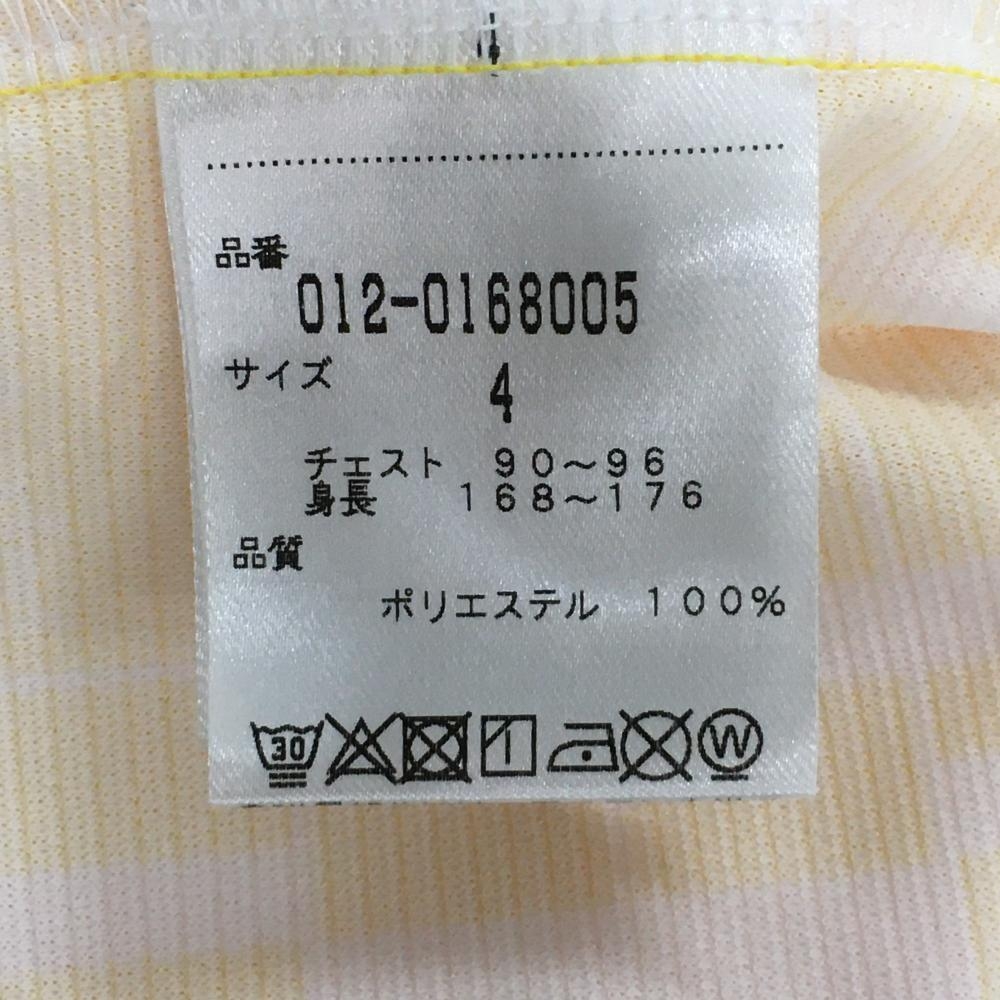 品番
012-0168005
サイズ
4
チェスト 90～96
身長 168～176
品質
ポリエステル 100%
30 W